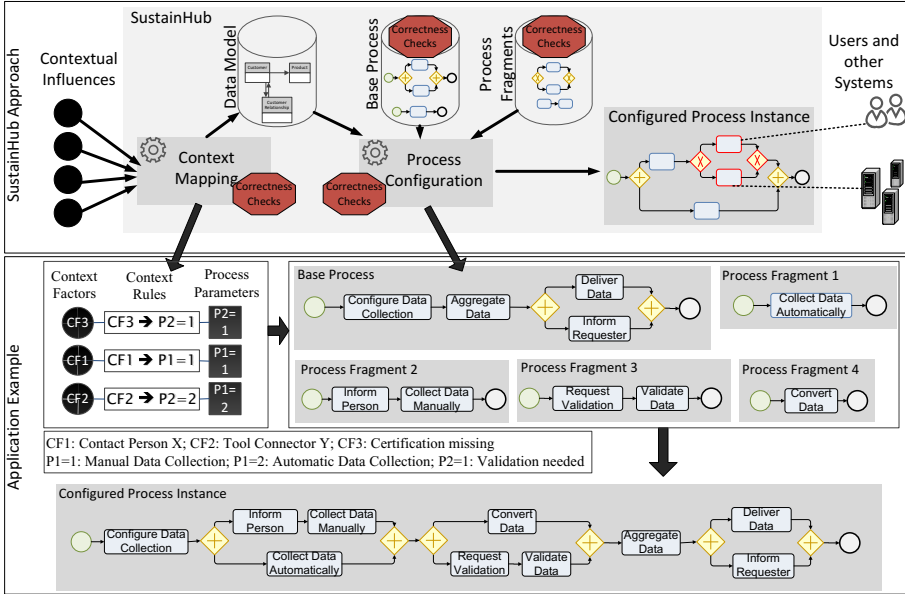 SustainHub Approach
SustainHub
Contextual
Influences
Data Model
Customer
Product
Customer
Relationship
Base Process
Correctness
Checks
Process
Fragments
Correctness
Checks
Users and
other
Systems
Context
Mapping
Correctness
Checks
Process
Configuration
Correctness
Checks
Configured Process Instance
Application Example
Context
Factors
Context
Rules
Process
Parameters
CF3
CF3 ➔ P2=1
P2=
1
CF1
CF1 ➔ P1=1
P1=
1
CF2
CF2 ➔ P2=2
P1=
2
Base Process
Configure Data
Collection
Aggregate
Data
Deliver
Data
Inform
Requester
Process Fragment 1
Collect Data
Automatically
Process Fragment 2
Inform
Person
Collect Data
Manually
Process Fragment 3
Request
Validation
Validate
Data
Process Fragment 4
Convert
Data
CF1: Contact Person X; CF2: Tool Connector Y; CF3: Certification missing
P1=1: Manual Data Collection; P1=2: Automatic Data Collection; P2=1: Validation needed
Configured Process Instance
Configure Data
Collection
Inform
Person
Collect Data
Manually
Collect Data
Automatically
Convert
Data
Request
Validation
Validate
Data
Aggregate
Data
Deliver
Data
Inform
Requester